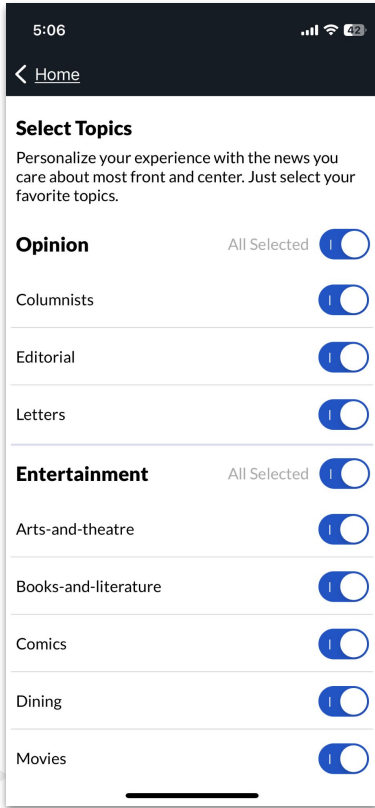 5:06
42
Home
Select Topics
Personalize your experience with the news you
care about most front and center. Just select your
favorite topics.
Opinion All Selected
Columnists
Editorial
Letters
Entertainment All Selected
Arts-and-theatre
Books-and-literature
Comics
Dining
Movies